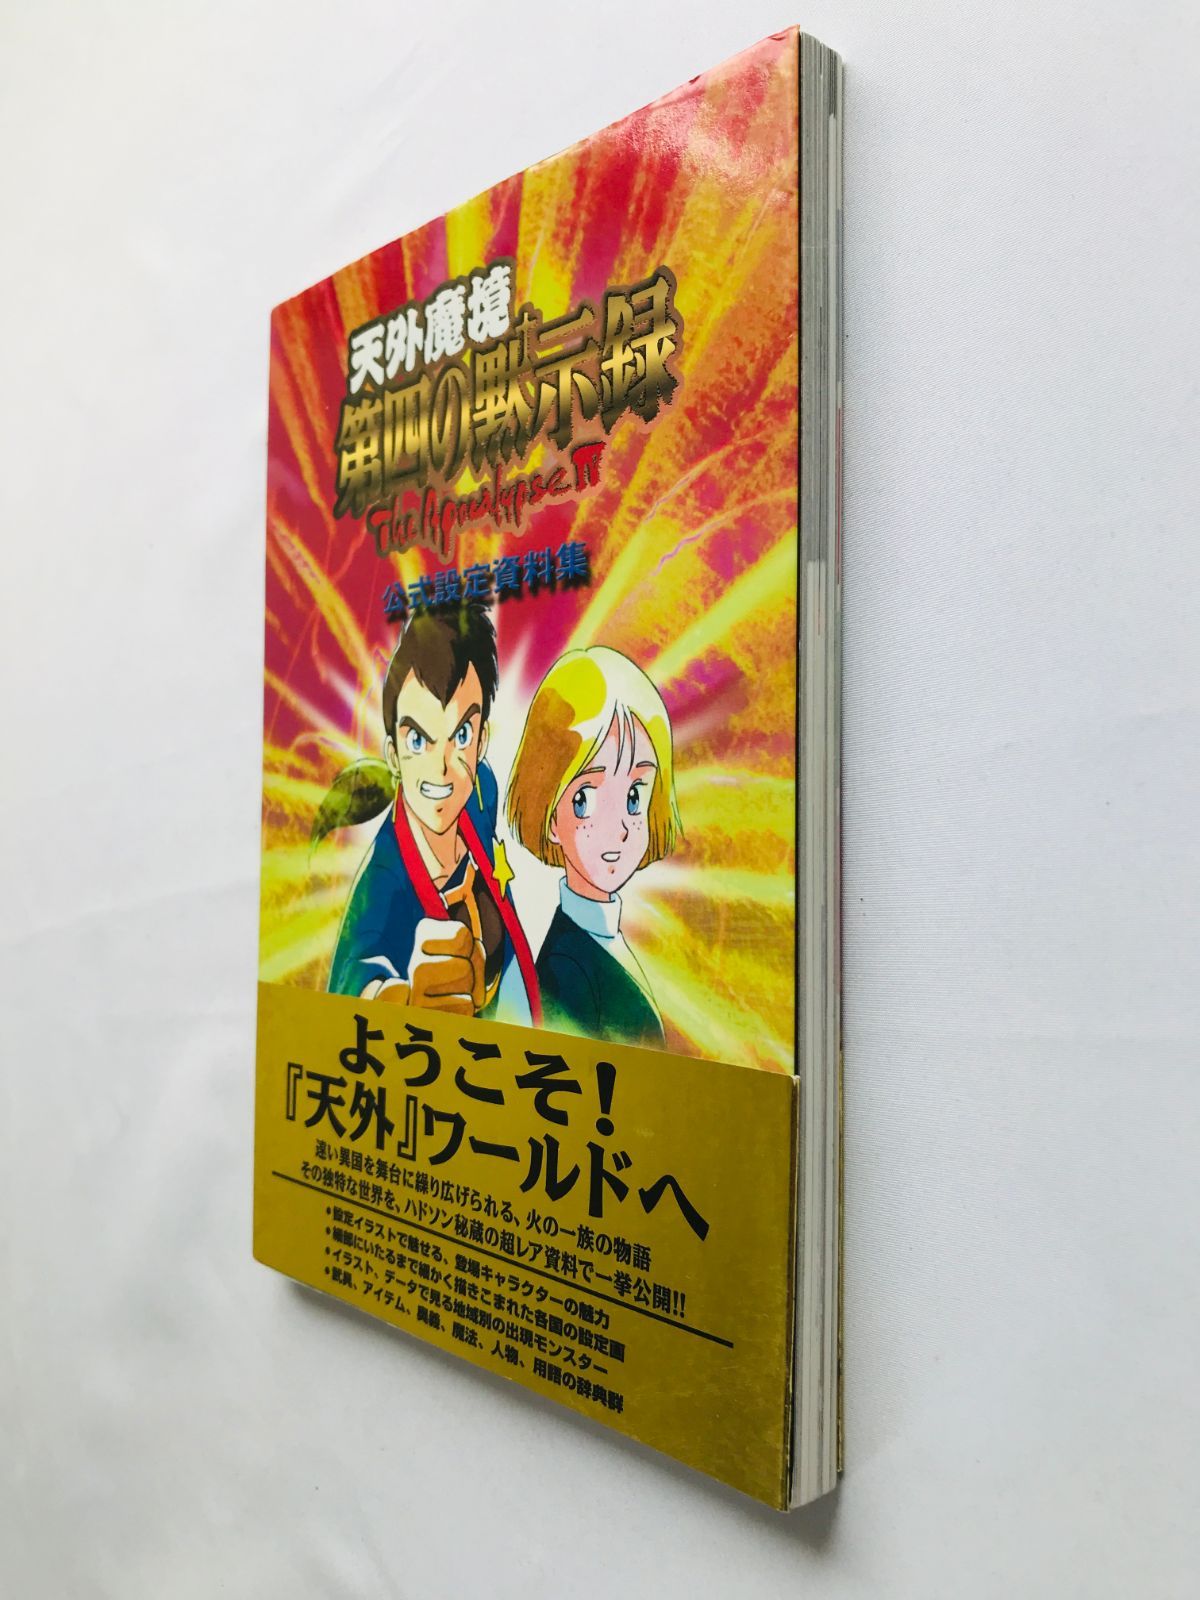 天外魔境
第四の黙示録
The Apocalypse IV
公式設定資料集
ようこそ!
『天外』ワールドへ
遠い異国を舞台に繰り広げられる、火の一族の物語
その独特な世界を、ハドソン秘蔵の超レア資料で一挙公開!!
•設定イラストで魅せる、登場キャラクターの魅力
•細部にいたるまで細かく描きこまれた各国の設定画
•イラスト、データで見る地域別の出現モンスター
•武具、アイテム、奥義、魔法、人物、用語の辞典群